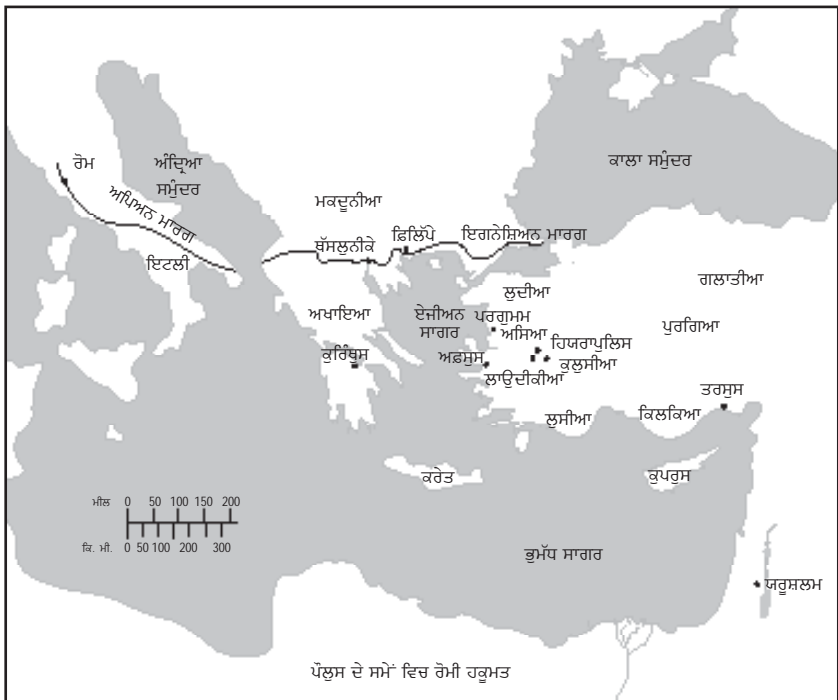 ਰੋਮ
ਅੰਦ੍ਰਿਆ
ਸਮੁੰਦਰ
ਅਪਿਅਨ ਮਾਰਗ
ਇਟਲੀ
ਕਾਲਾ ਸਮੁੰਦਰ
ਮਕਦੂਨੀਆ
ਥੱਸਲੁਨੀਕੇ
ਫ਼ਿਲਿੱਪੈ
ਇਗਨੇਸ਼ਿਅਨ ਮਾਰਗ
ਗਲਾਤੀਆ
ਲੁਦੀਆ
ਅਖਾਇਆ
ਏਜੀਅਨ
ਸਾਗਰ
ਪਰਗੁਮਮ
ਅਸਿਆ
ਪੁਰਗਿਆ
ਹਿਯਰਾਪੁਲਿਸ
ਕੁਰਿੰਥੁਸ
ਅਫ਼ਸੁਸ
ਕੁਲੁਸੀਆ
ਲਾਉਦੀਕੀਆ
ਤਰਸੁਸ
ਲੁਸੀਆ
ਕਿਲਕਿਆ
ਕਰੇਤ
ਕੁਪਰੁਸ
ਮੀਲ 0 50 100 150 200
ਕਿ. ਮੀ. 0 50 100 200 300
ਭੁਮੱਧ ਸਾਗਰ
ਯਰੂਸ਼ਲਮ
ਪੌਲੁਸ ਦੇ ਸਮੇਂ ਵਿਚ ਰੋਮੀ ਹਕੂਮਤ